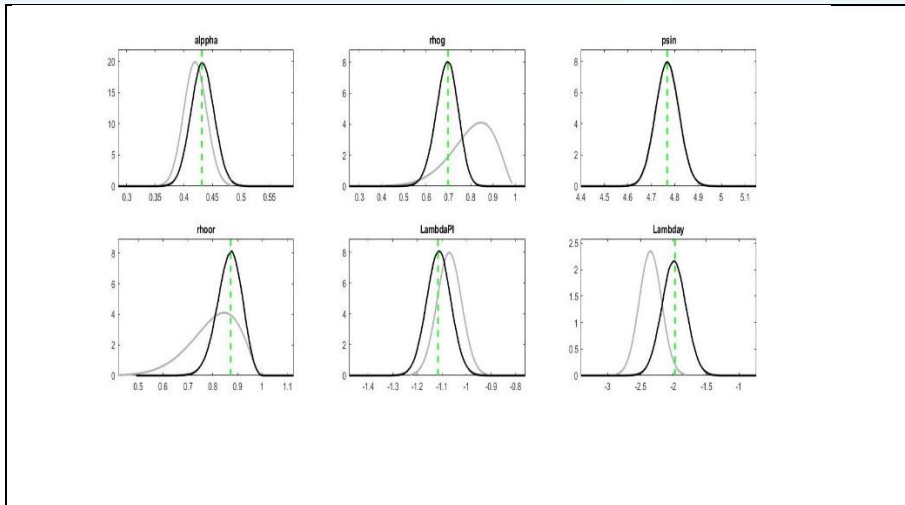 alppha rhog psin
20 15 10 5 0
0.3 0.35 0.4 0.45 0.5 0.55
8 6 4 2 0
0.3 0.4 0.5 0.6 0.7 0.8 0.9 1
8 6 4 2 0
4.4 4.5 4.6 4.7 4.8 4.9 5 5.1
rhoor LambdaPI Lambday
8 6 4 2 0
0.5 0.6 0.7 0.8 0.9 1 1.1
8 6 4 2 0
-1.4 -1.3 -1.2 -1.1 -1 -0.9 -0.8
2.5 2 1.5 1 0.5 0
-3 -2.5 -2 -1.5 -1